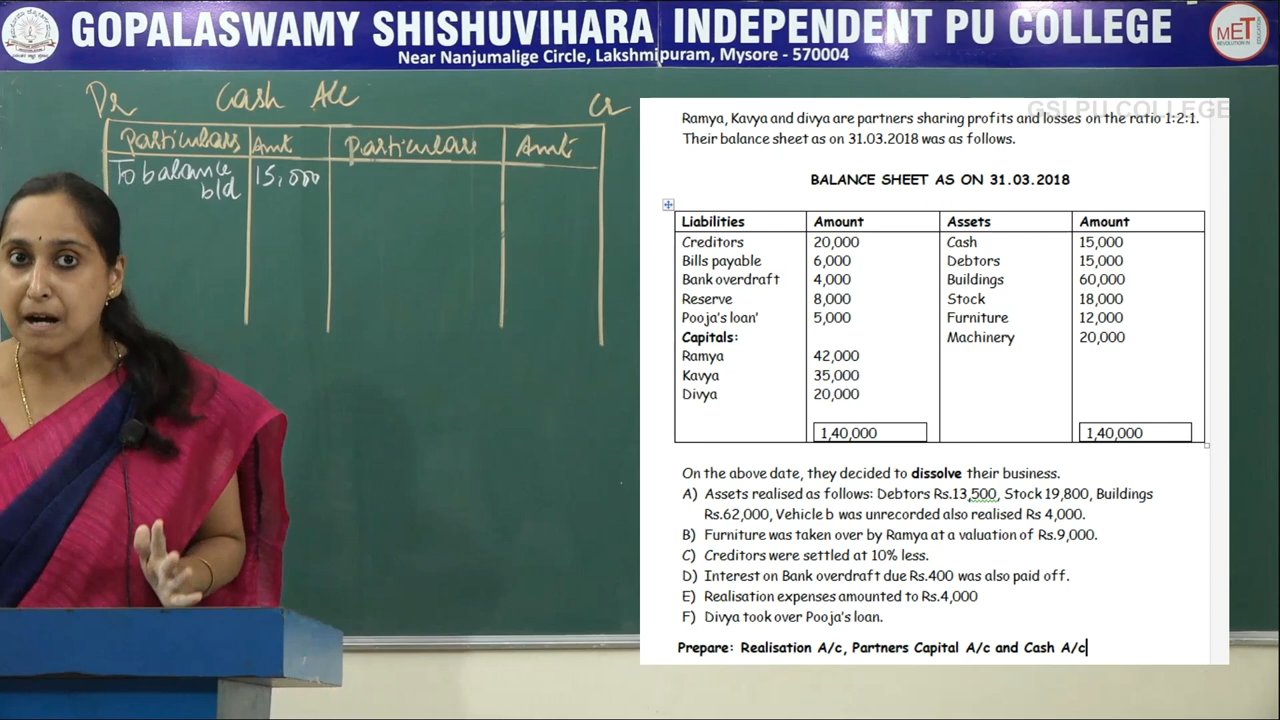 GOPALASWAMY SHISHUVIHARA INDEPENDENT PU COLLEGE
Near Nanjumalige Circle, Lakshmipuram, Mysore - 570004
MET
Dr Cash A/c Cr
Particulars Amt Particulars Amt
To balance b/d 15,000
GSLPU COLLEGE
Ramya, Kavya and divya are partners sharing profits and losses on the ratio 1:2:1.
Their balance sheet as on 31.03.2018 was as follows.
BALANCE SHEET AS ON 31.03.2018
Liabilities Amount Assets Amount
Creditors 20,000 Cash 15,000
Bills payable 6,000 Debtors 15,000
Bank overdraft 4,000 Buildings 60,000
Reserve 8,000 Stock 18,000
Pooja's loan' 5,000 Furniture 12,000
Capitals: Machinery 20,000
Ramya 42,000
Kavya 35,000
Divya 20,000
1,40,000 1,40,000
On the above date, they decided to dissolve their business.
A) Assets realised as follows: Debtors Rs.13,500, Stock 19,800, Buildings
Rs.62,000, Vehicle b was unrecorded also realised Rs 4,000.
B) Furniture was taken over by Ramya at a valuation of Rs.9,000.
C) Creditors were settled at 10% less.
D) Interest on Bank overdraft due Rs.400 was also paid off.
E) Realisation expenses amounted to Rs.4,000
F) Divya took over Pooja's loan.
Prepare: Realisation A/c, Partners Capital A/c and Cash A/c